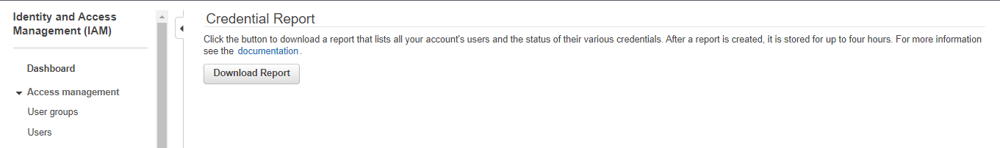 Identity and Access
Management (IAM)
Dashboard
Access management
User groups
Users
Credential Report
Click the button to download a report that lists all your account's users and the status of their various credentials. After a report is created, it is stored for up to four hours. For more information
see the documentation.
Download Report